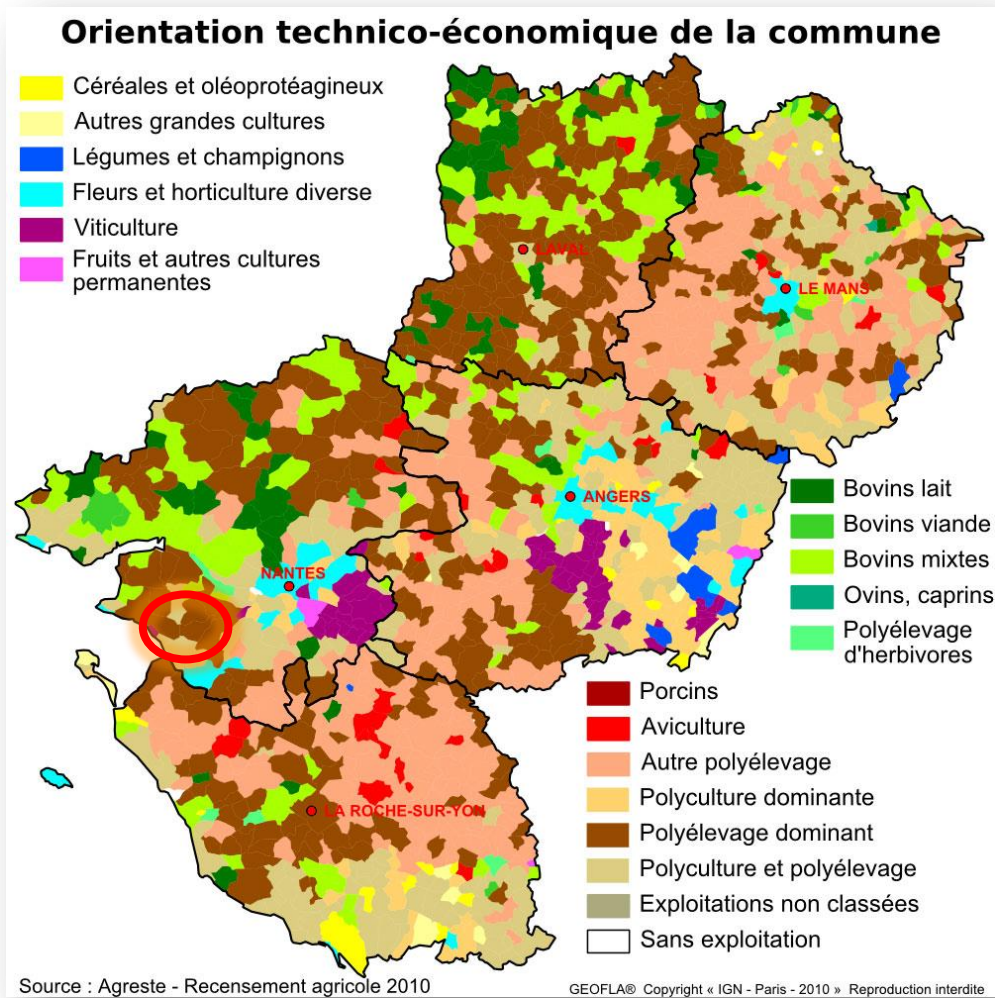 Orientation technico-économique de la commune
Céréales et oléoprotéagineux
Autres grandes cultures
Légumes et champignons
Fleurs et horticulture diverse
Viticulture
Fruits et autres cultures
permanentes
LAVAL
LE MANS
ANGERS
NANTES
LA ROCHE-SUR-YON
Bovins lait
Bovins viande
Bovins mixtes
Ovins, caprins
Polyélevage
d'herbivores
Porcins
Aviculture
Autre polyélevage
Polyculture dominante
Polyélevage dominant
Polyculture et polyélevage
Exploitations non classées
Sans exploitation
Source : Agreste - Recensement agricole 2010
GEOFLA® Copyright « IGN - Paris - 2010 » Reproduction interdite